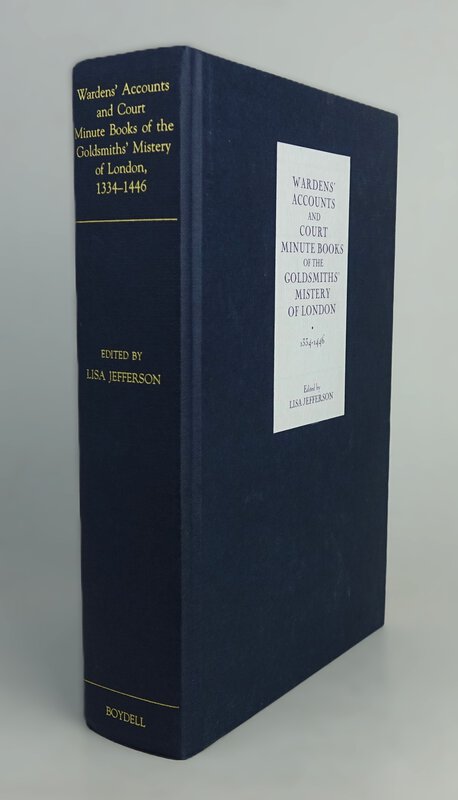 Wardens' Accounts
and Court
Minute Books of the
Goldsmiths' Mistery
of London,
1334–1446
EDITED BY
LISA JEFFERSON
BOYDELL
WARDENS'
ACCOUNTS
AND
COURT
MINUTE BOOKS
OF THE
GOLDSMITHS'
MISTERY
OF LONDON
•
1334-1446
Edited by
LISA JEFFERSON